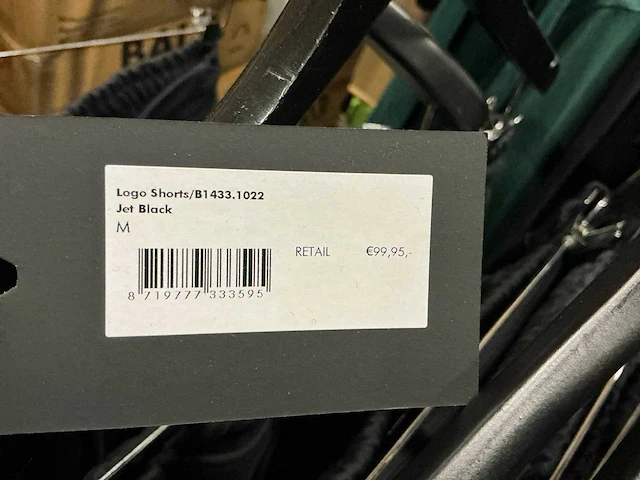 Logo Shorts/B1433.1022
Jet Black
M
RETAIL €99,95,-
8 719777 333595